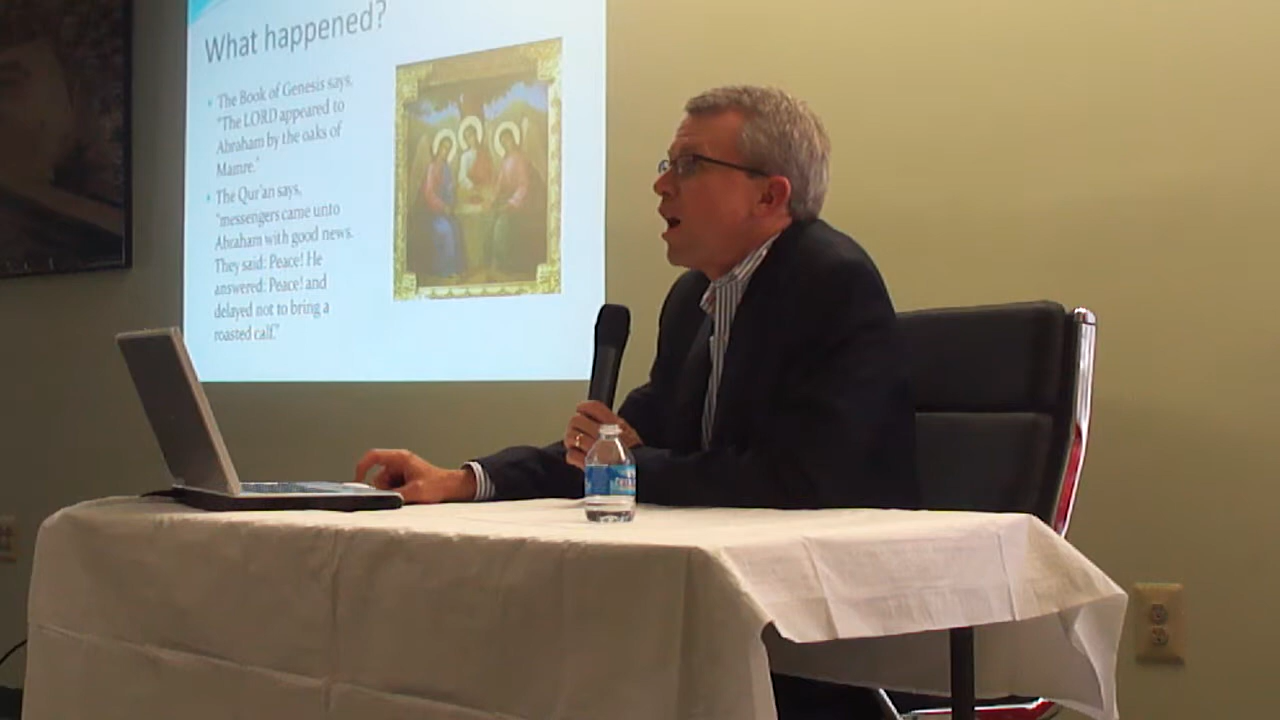 What happened?
The Book of Genesis says,
"The LORD appeared to
Abraham by the oaks of
Mamre."
The Qur'an says,
"messengers came unto
Abraham with good news.
They said: Peace! He
answered: Peace! and
delayed not to bring a
roasted calf."